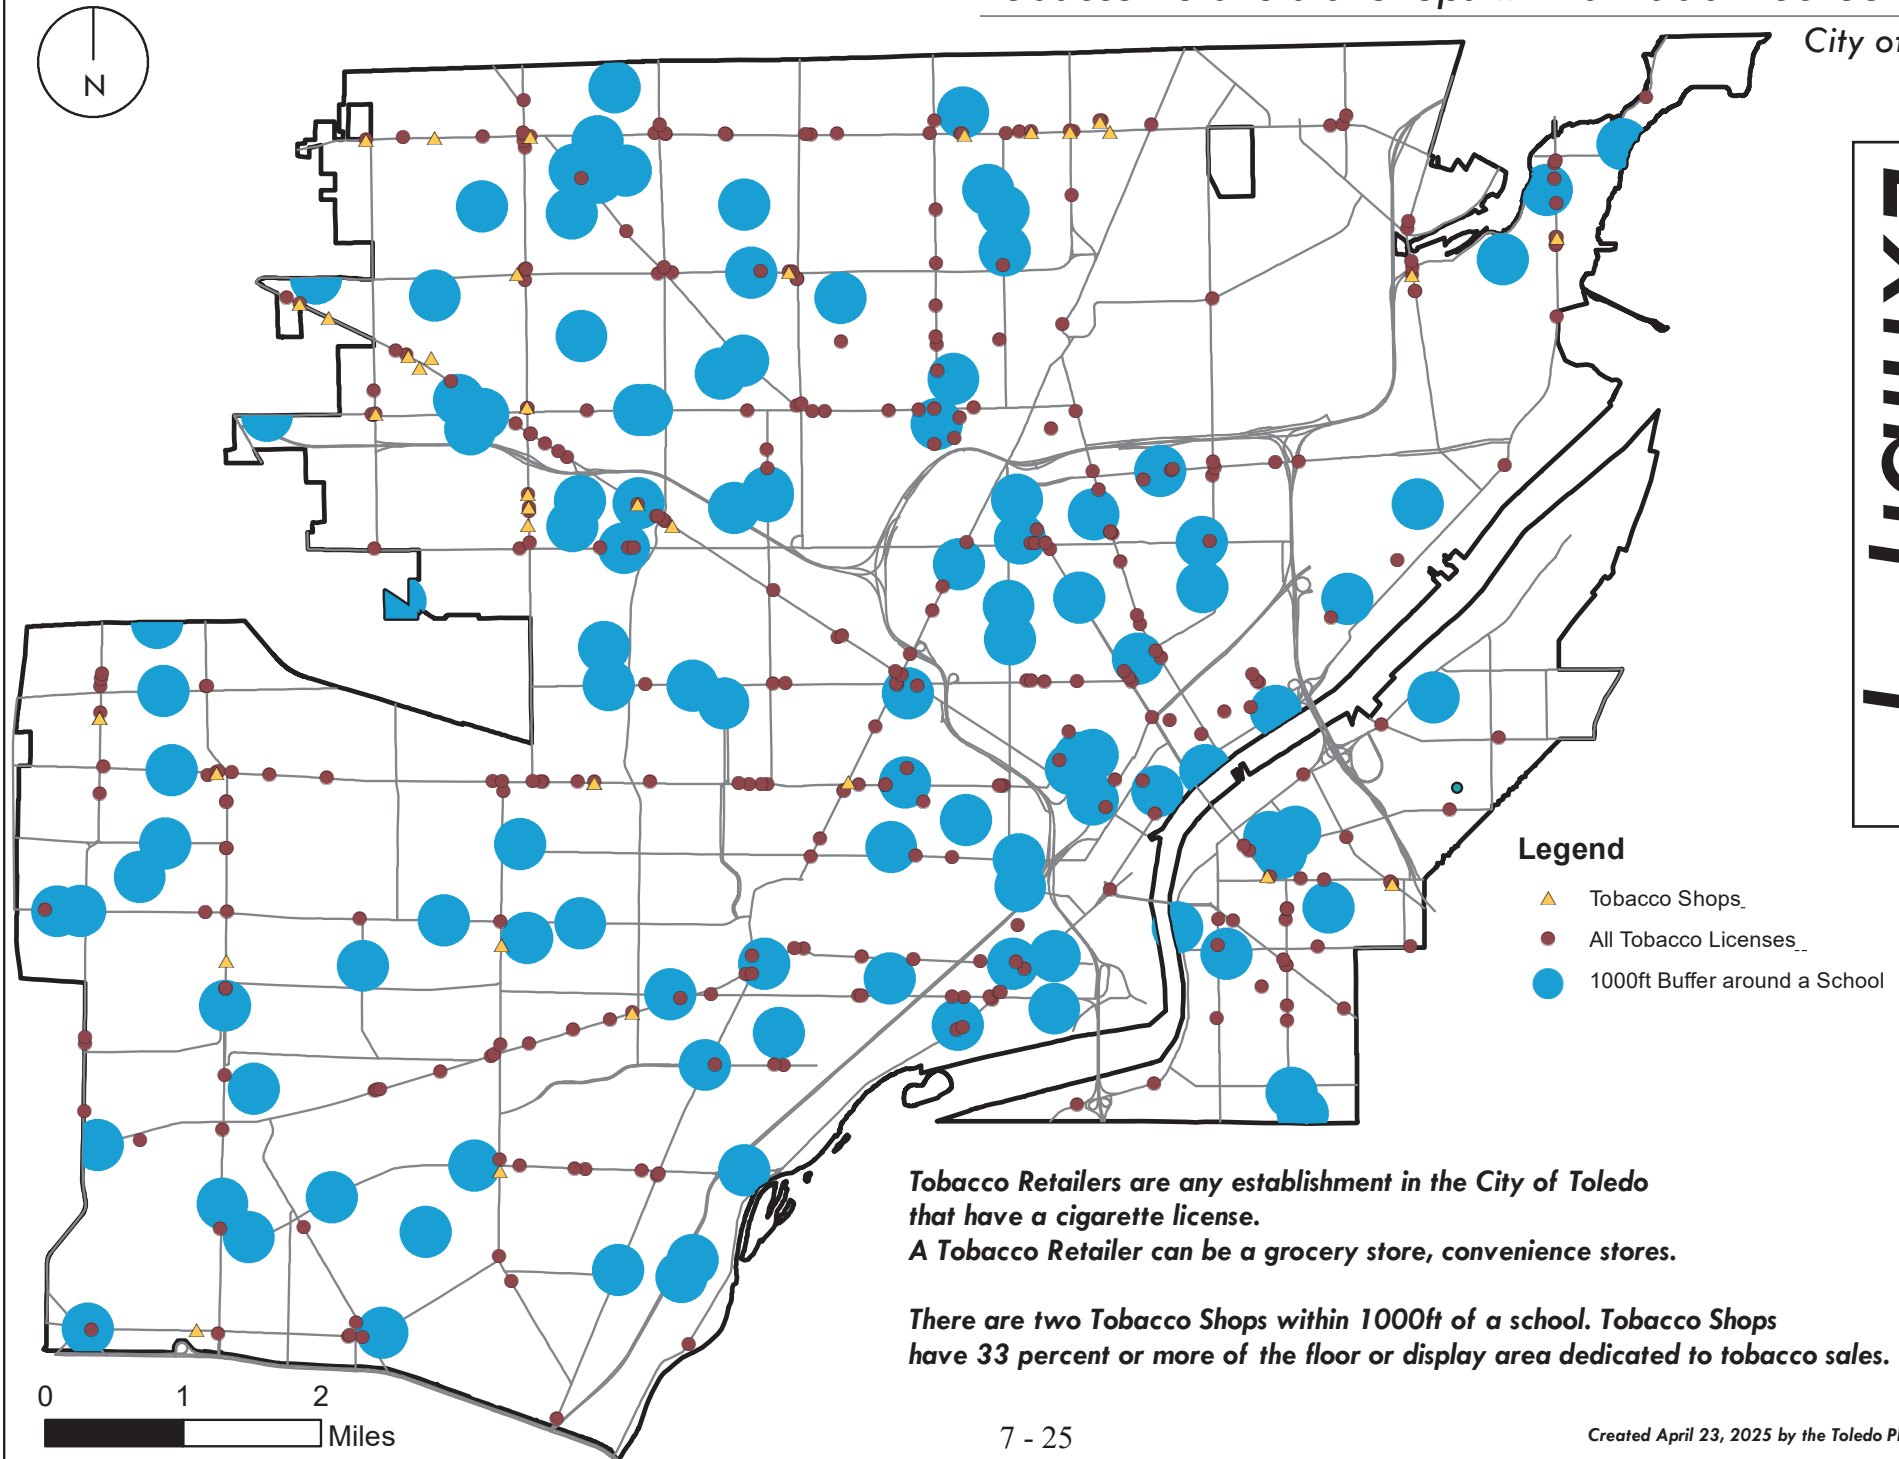 City of
N
Legend
Tobacco Shops
All Tobacco Licenses
1000ft Buffer around a School
Tobacco Retailers are any establishment in the City of Toledo
that have a cigarette license.
A Tobacco Retailer can be a grocery store, convenience stores.
There are two Tobacco Shops within 1000ft of a school. Tobacco Shops
have 33 percent or more of the floor or display area dedicated to tobacco sales.
0 1 2
Miles
7 - 25
Created April 23, 2025 by the Toledo Pl